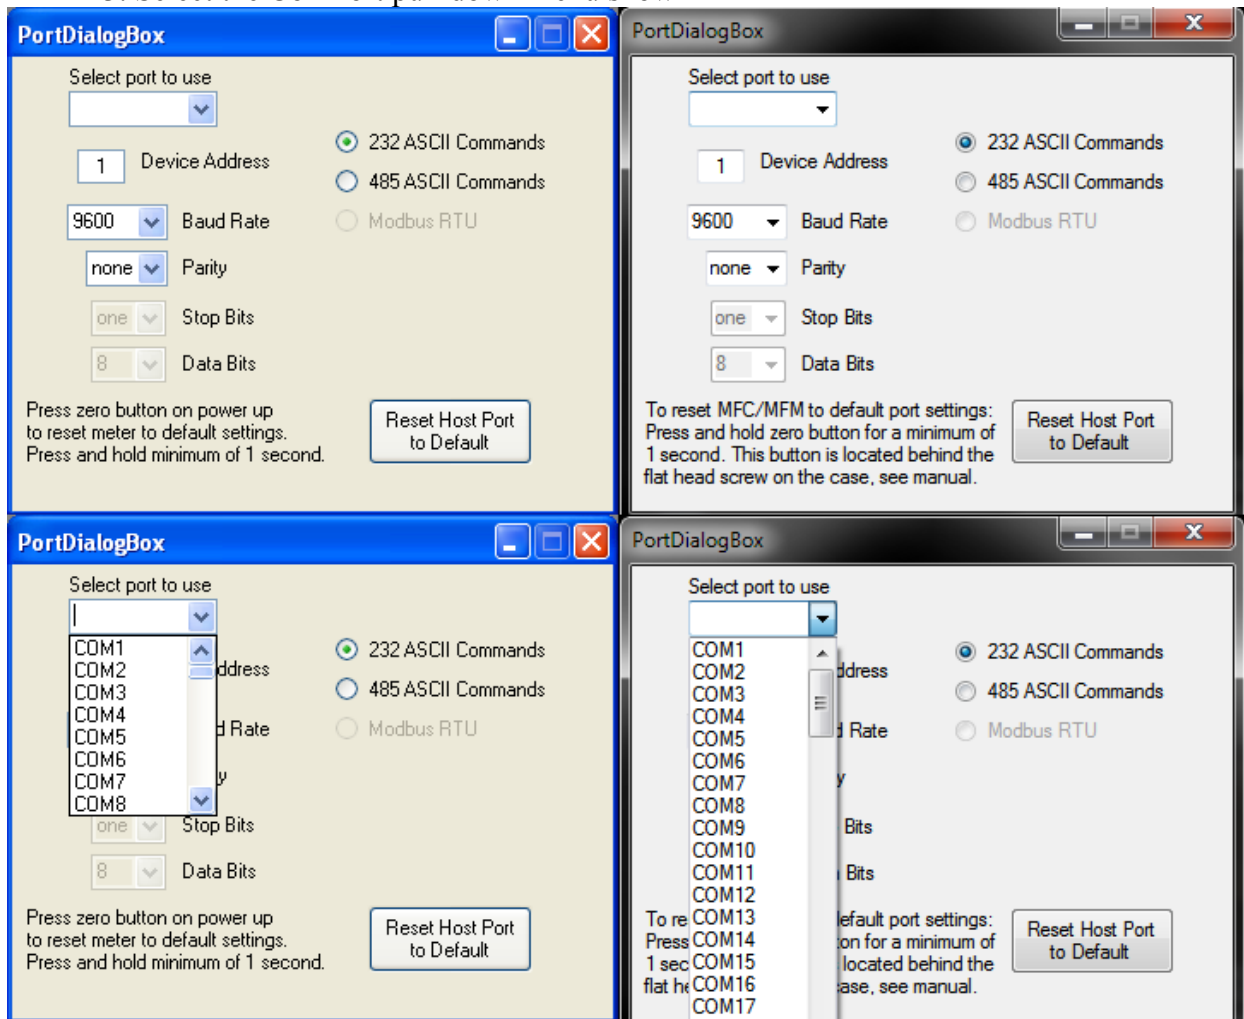 PortDialogBox
Select port to use
1 Device Address
9600 Baud Rate
none Parity
one Stop Bits
8 Data Bits
232 ASCII Commands
485 ASCII Commands
Modbus RTU
Press zero button on power up
to reset meter to default settings.
Press and hold minimum of 1 second.
Reset Host Port
to Default
PortDialogBox
Select port to use
1 Device Address
9600 Baud Rate
none Parity
one Stop Bits
8 Data Bits
232 ASCII Commands
485 ASCII Commands
Modbus RTU
To reset MFC/MFM to default port settings:
Press and hold zero button for a minimum of
1 second. This button is located behind the
flat head screw on the case, see manual.
Reset Host Port
to Default
PortDialogBox
Select port to use
COM1
COM2
COM3
COM4
COM5
COM6
COM7
COM8
ddress
d Rate
y
one Stop Bits
8 Data Bits
232 ASCII Commands
485 ASCII Commands
Modbus RTU
Press zero button on power up
to reset meter to default settings.
Press and hold minimum of 1 second.
Reset Host Port
to Default
PortDialogBox
Select port to use
COM1
COM2
COM3
COM4
COM5
COM6
COM7
COM8
COM9
COM10
COM11
COM12
COM13
COM14
COM15
COM16
COM17
ddress
d Rate
y
Bits
Bits
232 ASCII Commands
485 ASCII Commands
Modbus RTU
To re efault port settings:
Press on for a minimum of
1 sec located behind the
flat he ase, see manual.
Reset Host Port
to Default